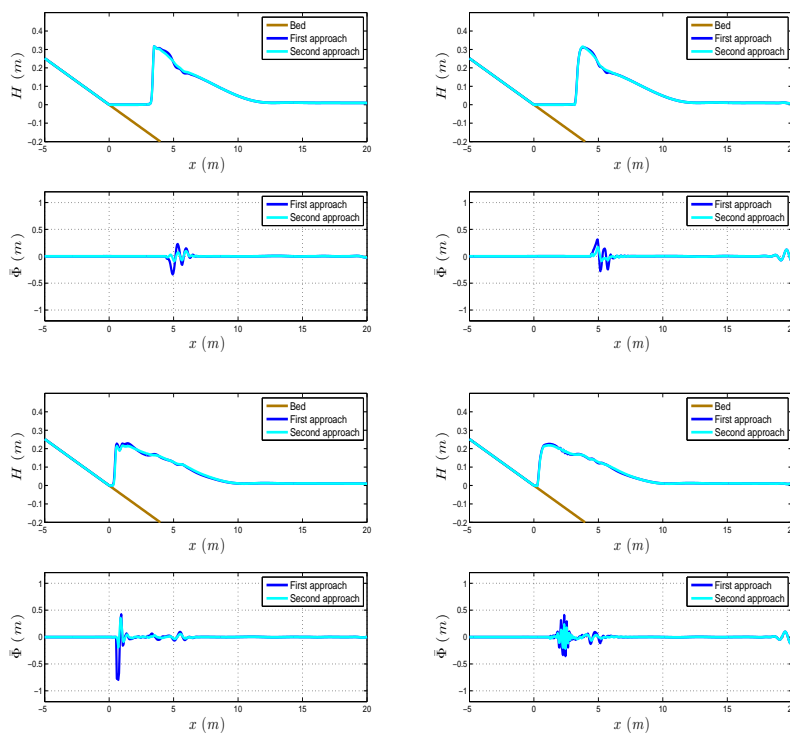 Bed
First approach
Second approach
0.4
0.3
0.2
0.1
0
−0.1
−0.2
H (m)
−5 0 5 10 15 20
x (m)
Bed
First approach
Second approach
0.4
0.3
0.2
0.1
0
−0.1
−0.2
H (m)
−5 0 5 10 15 20
x (m)
First approach
Second approach
1
0.5
0
−0.5
−1
Φ̄ (m)
−5 0 5 10 15 20
x (m)
First approach
Second approach
1
0.5
0
−0.5
−1
Φ̄ (m)
−5 0 5 10 15 20
x (m)
Bed
First approach
Second approach
0.4
0.3
0.2
0.1
0
−0.1
−0.2
H (m)
−5 0 5 10 15 20
x (m)
Bed
First approach
Second approach
0.4
0.3
0.2
0.1
0
−0.1
−0.2
H (m)
−5 0 5 10 15 20
x (m)
First approach
Second approach
1
0.5
0
−0.5
−1
Φ̄ (m)
−5 0 5 10 15 20
x (m)
First approach
Second approach
1
0.5
0
−0.5
−1
Φ̄ (m)
−5 0 5 10 15 20
x (m)